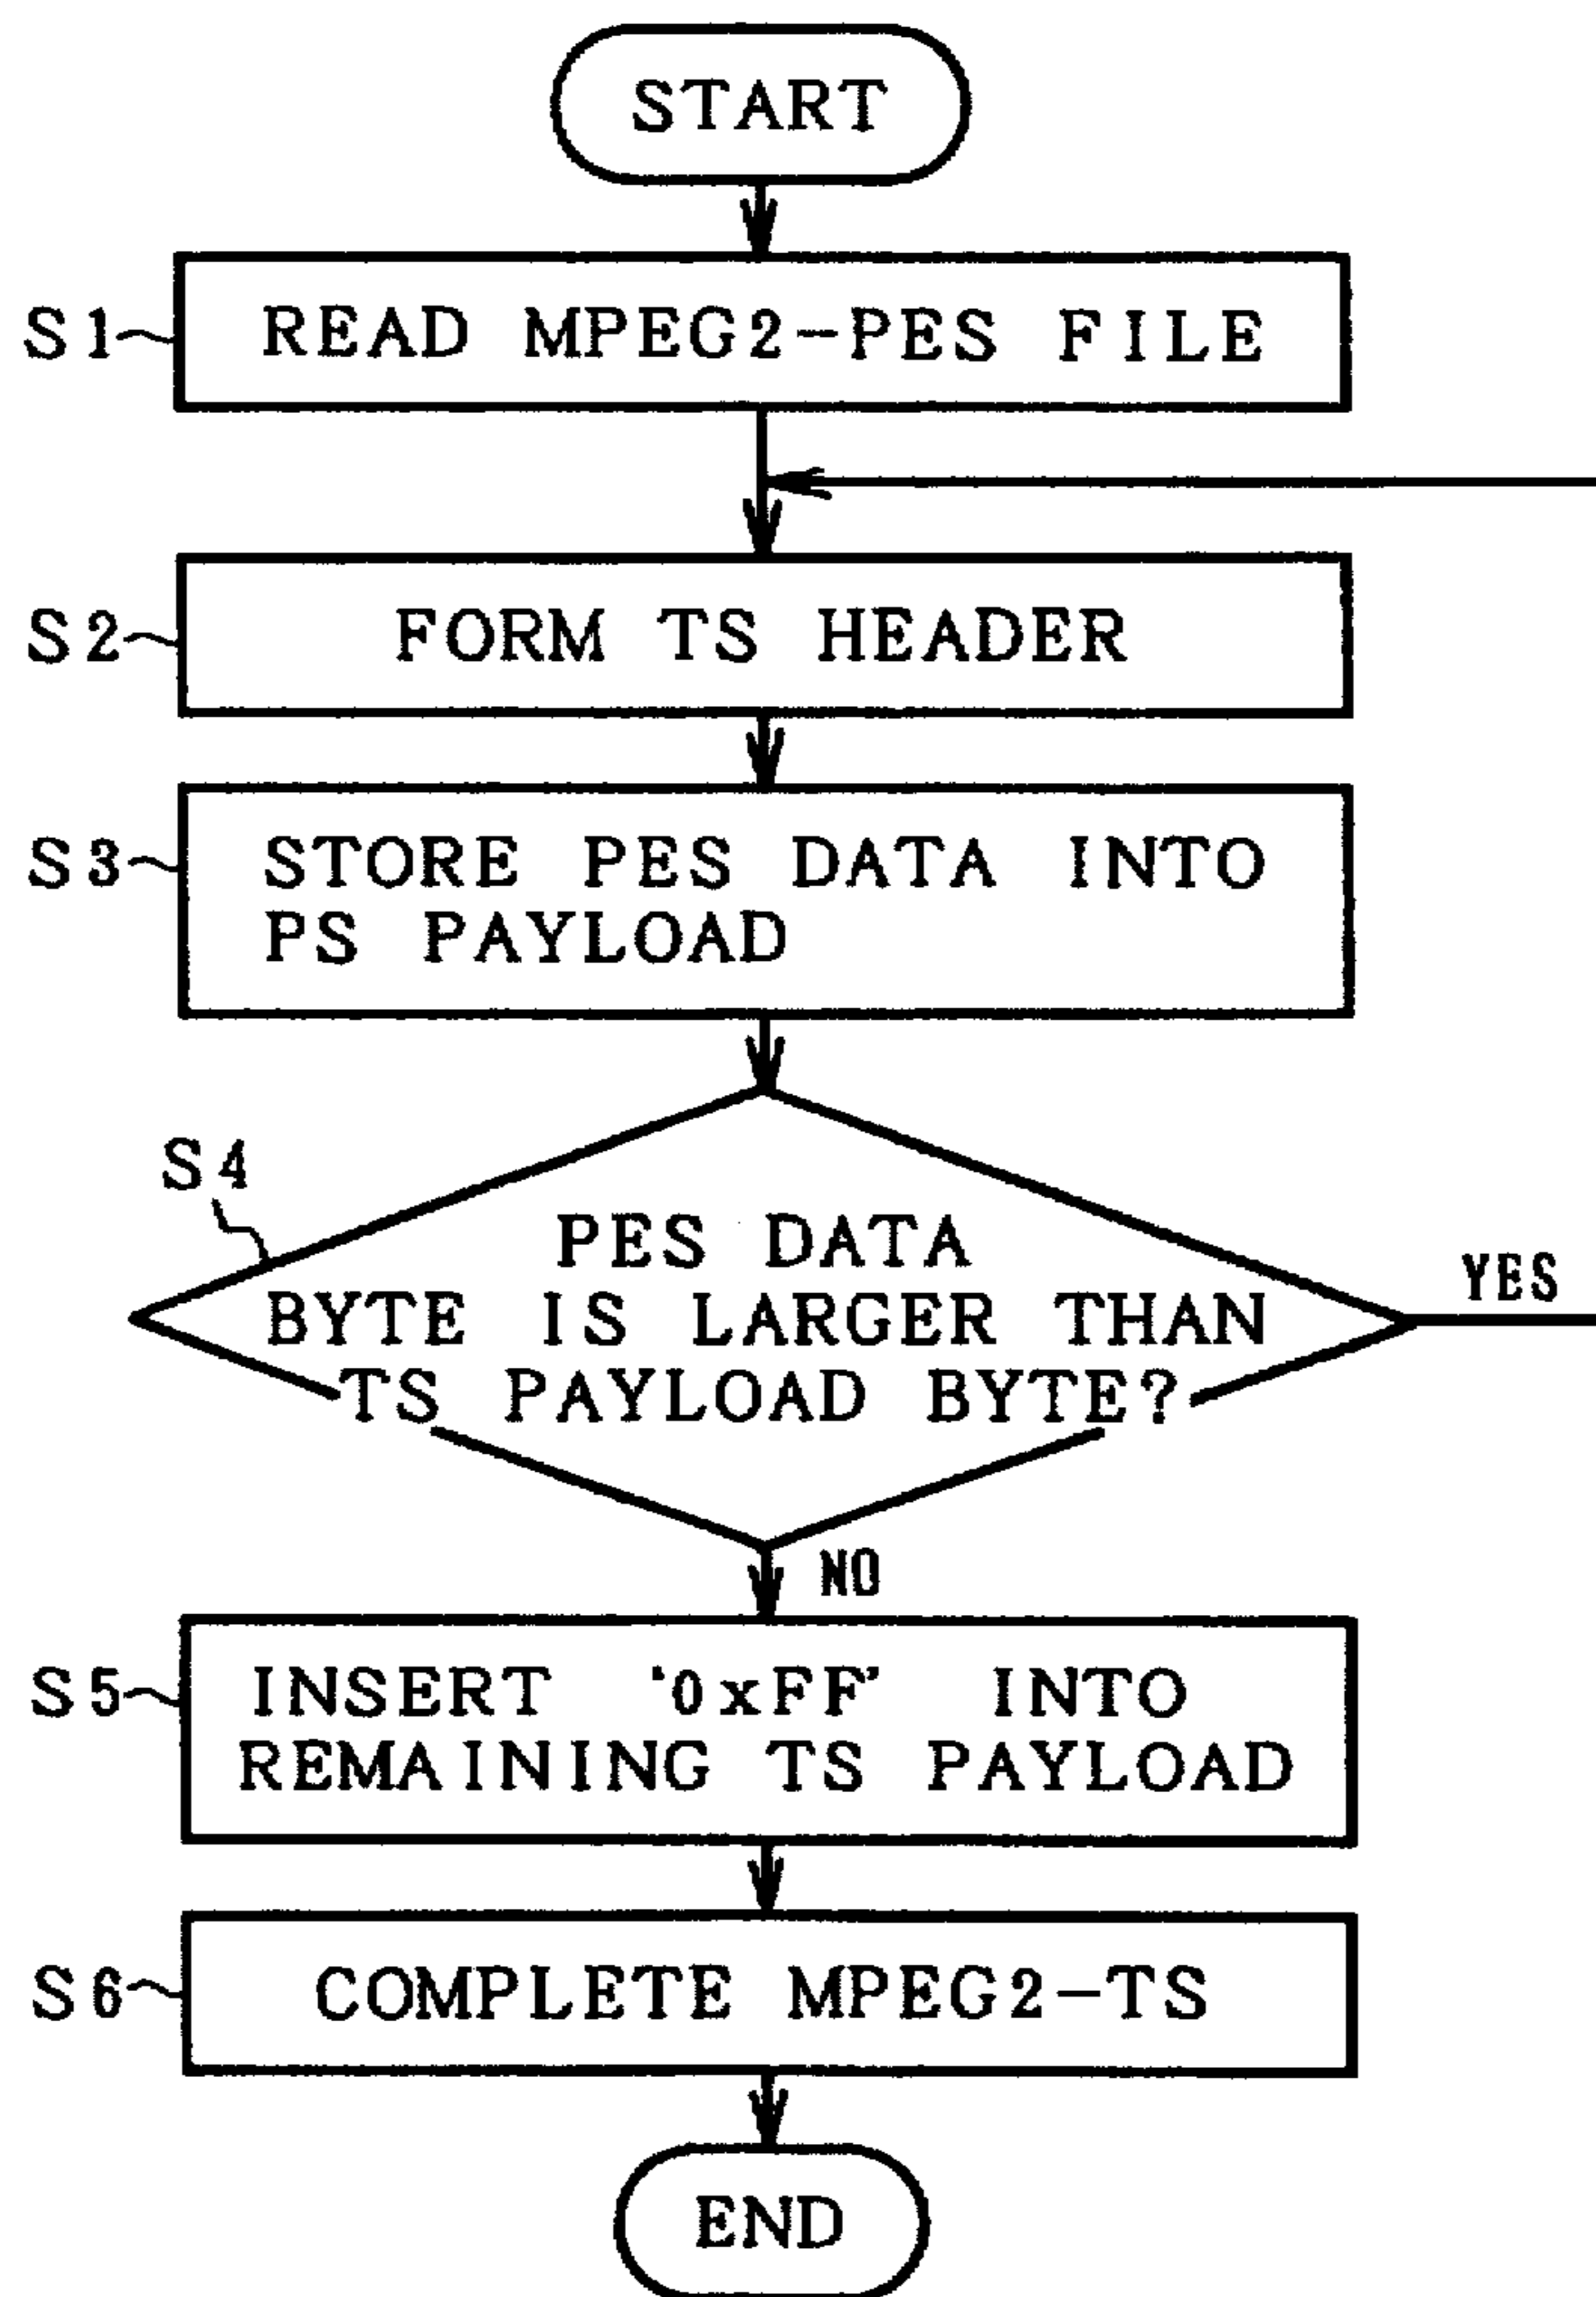 START
S1
READ MPEG2-PES FILE
S2
FORM TS HEADER
S3
STORE PES DATA INTO
PS PAYLOAD
S4
PES DATA
BYTE IS LARGER THAN
TS PAYLOAD BYTE?
YES
NO
S5
INSERT '0xFF' INTO
REMAINING TS PAYLOAD
S6
COMPLETE MPEG2-TS
END